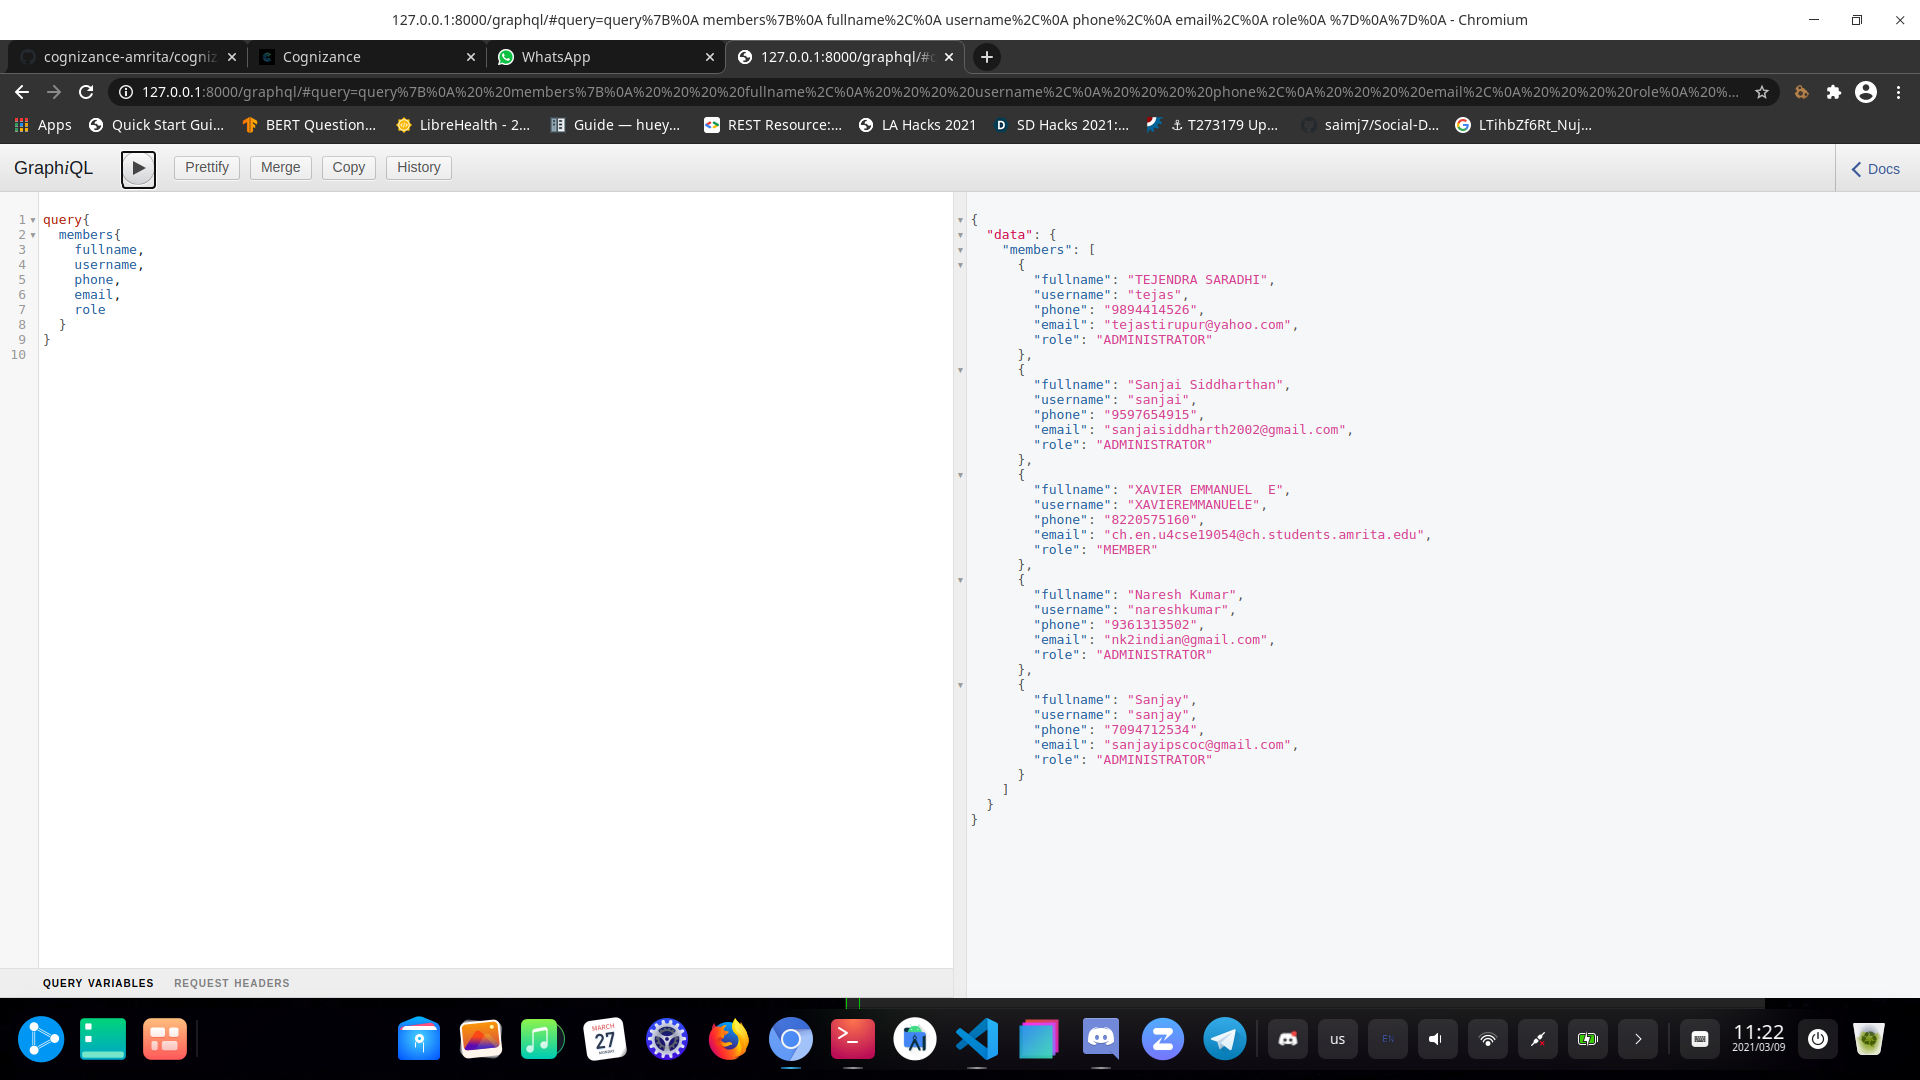 127.0.0.1:8000/graphql/#query=query%7B%0A members%7B%0A fullname%2C%0A username%2C%0A phone%2C%0A email%2C%0A role%0A %7D%0A%7D%0A - Chromium
cognizance-amrita/cogniz
Cognizance
WhatsApp
127.0.0.1:8000/graphql/#
127.0.0.1:8000/graphql/#query=query%7B%0A%20%20members%7B%0A%20%20%20%20fullname%2C%0A%20%20%20%20username%2C%0A%20%20%20%20phone%2C%0A%20%20%20%20email%2C%0A%20%20%20%20role%0A%20%...
Apps
Quick Start Gui...
BERT Question...
LibreHealth - 2...
Guide — huey...
REST Resource:...
LA Hacks 2021
SD Hacks 2021:...
⚓ T273179 Up...
saimj7/Social-D...
LTihbZf6Rt_Nuj...
GraphiQL
Prettify
Merge
Copy
History
Docs
1 query{
2 members{
3 fullname,
4 username,
5 phone,
6 email,
7 role
8 }
9 }
10
{
"data": {
"members": [
{
"fullname": "TEJENDRA SARADHI",
"username": "tejas",
"phone": "9894414526",
"email": "tejastirupur@yahoo.com",
"role": "ADMINISTRATOR"
},
{
"fullname": "Sanjai Siddharthan",
"username": "sanjai",
"phone": "9597654915",
"email": "sanjaisiddharth2002@gmail.com",
"role": "ADMINISTRATOR"
},
{
"fullname": "XAVIER EMMANUEL  E",
"username": "XAVIEREMMANUELE",
"phone": "8220575160",
"email": "ch.en.u4cse19054@ch.students.amrita.edu",
"role": "MEMBER"
},
{
"fullname": "Naresh Kumar",
"username": "nareshkumar",
"phone": "9361313502",
"email": "nk2indian@gmail.com",
"role": "ADMINISTRATOR"
},
{
"fullname": "Sanjay",
"username": "sanjay",
"phone": "7094712534",
"email": "sanjayipscoc@gmail.com",
"role": "ADMINISTRATOR"
}
]
}
}
QUERY VARIABLES
REQUEST HEADERS
MARCH
27
MONDAY
us
EN
11:22
2021/03/09